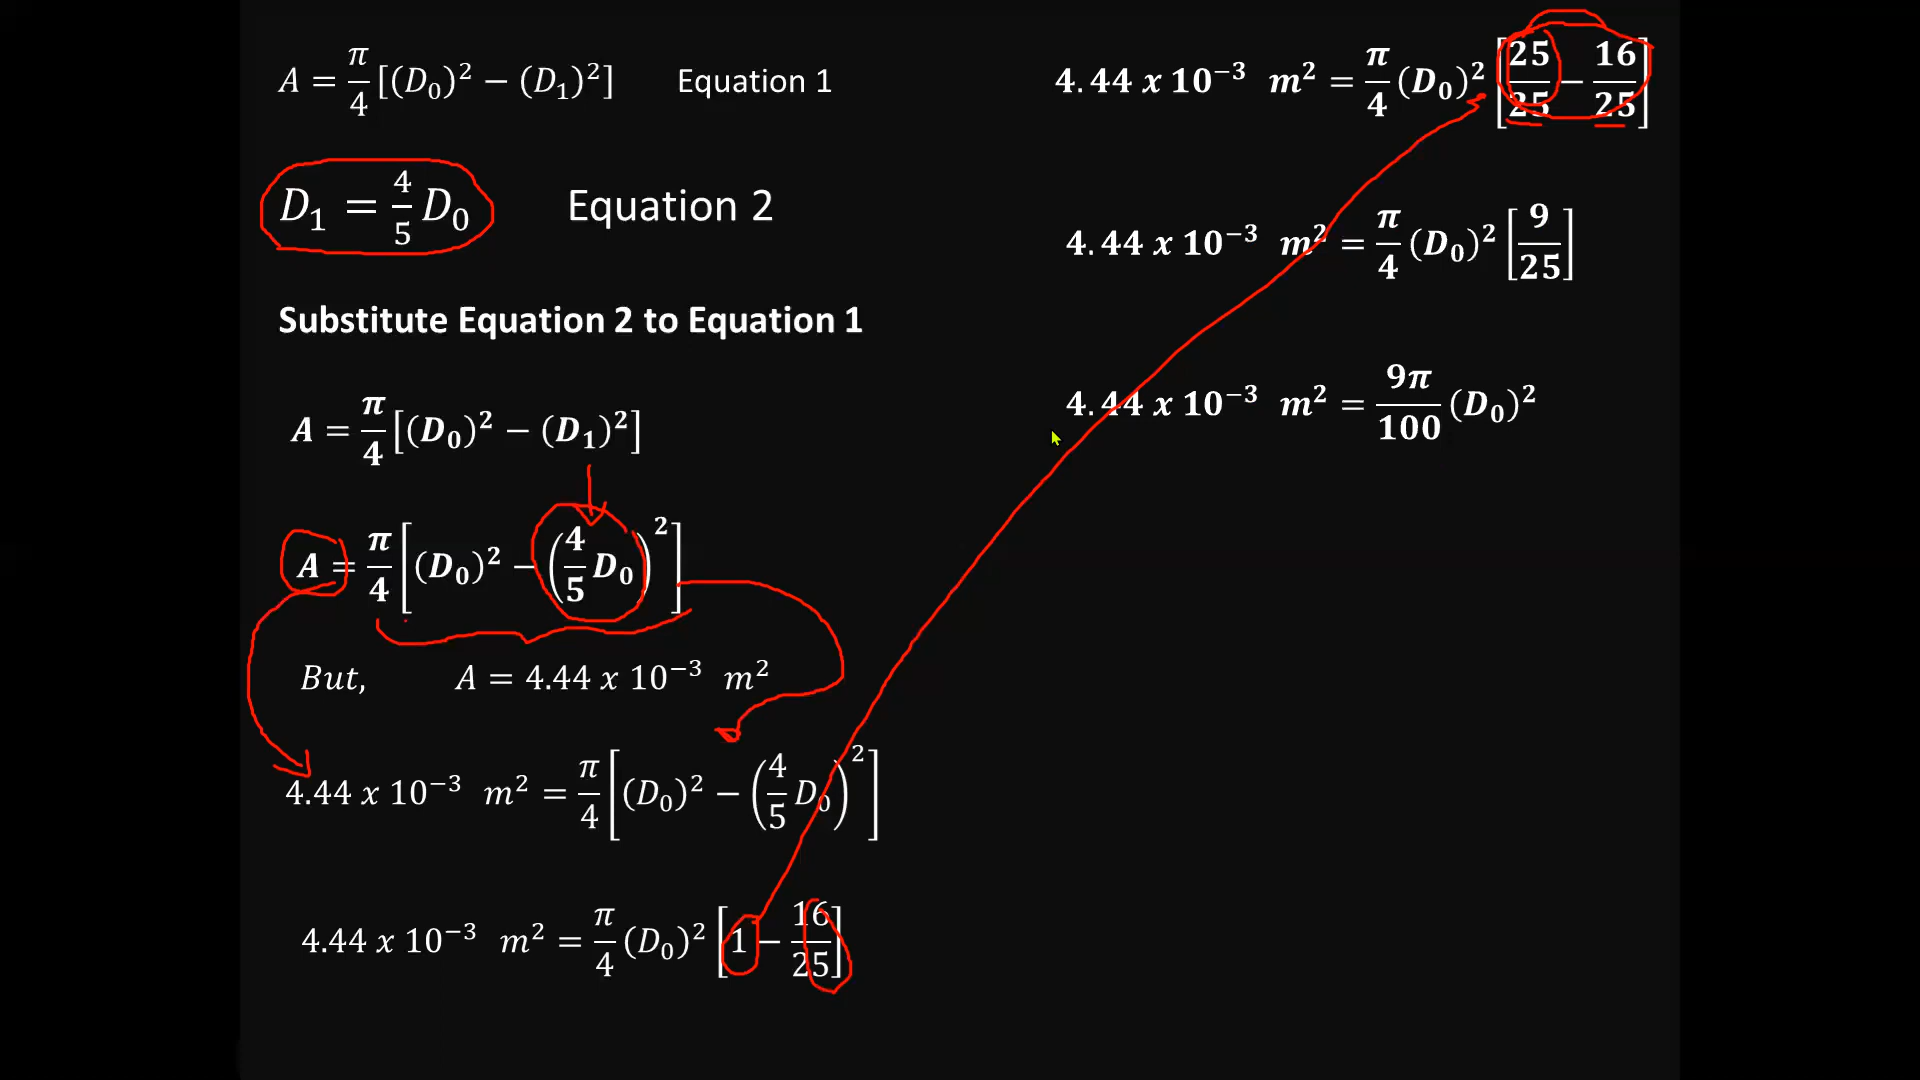 A = π/4 [(D₀)² − (D₁)²] Equation 1
D₁ = 4/5 D₀ Equation 2
Substitute Equation 2 to Equation 1
A = π/4 [(D₀)² − (D₁)²]
A = π/4 [(D₀)² − (4/5 D₀)²]
But, A = 4.44 x 10⁻³ m²
4.44 x 10⁻³ m² = π/4 [(D₀)² − (4/5 D₀)²]
4.44 x 10⁻³ m² = π/4 (D₀)² [1 − 16/25]
4.44 x 10⁻³ m² = π/4 (D₀)² [25/25 − 16/25]
4.44 x 10⁻³ m² = π/4 (D₀)² [9/25]
4.44 x 10⁻³ m² = 9π/100 (D₀)²